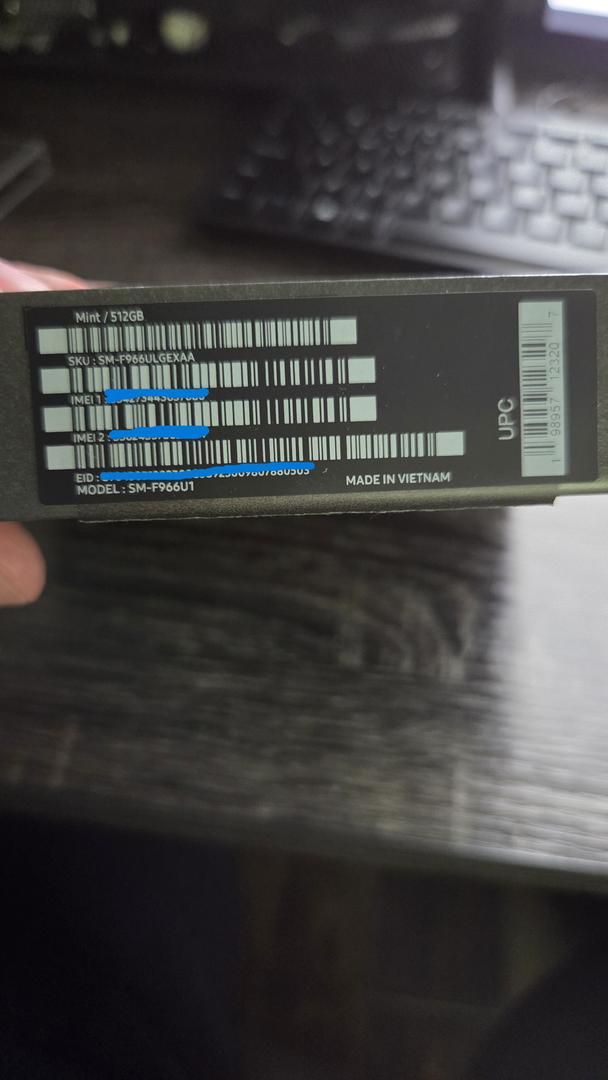 Mint / 512GB
SKU : SM-F966ULGEXAA
IMEI 1 :
IMEI 2 :
EID :
MODEL : SM-F966U1
MADE IN VIETNAM
UPC
1 98957 12320 7